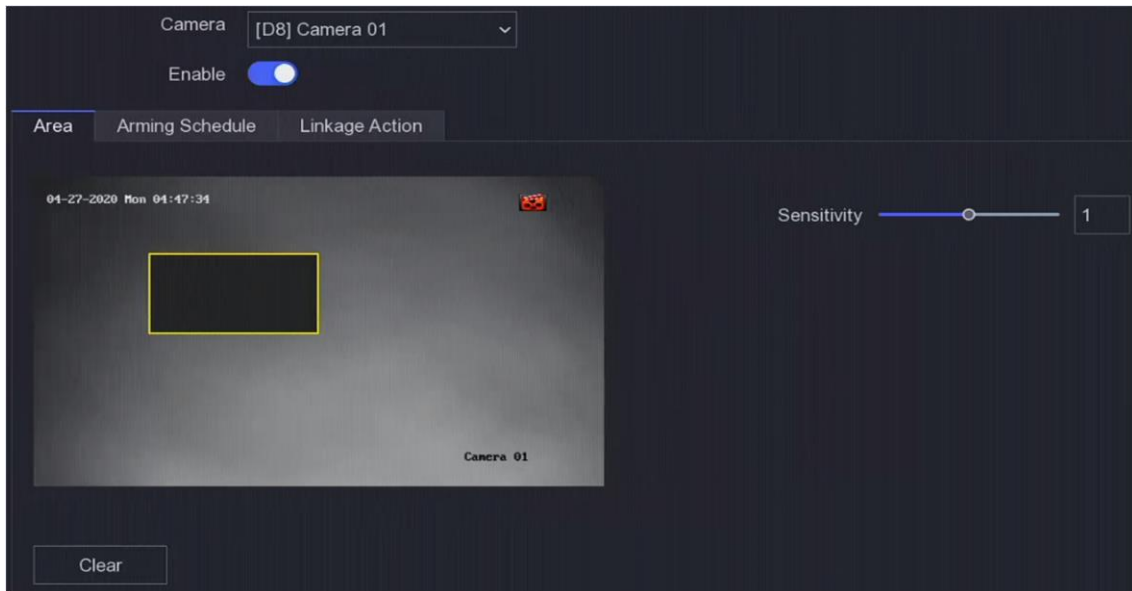 Camera [D8] Camera 01
Enable
Area Arming Schedule Linkage Action
04-27-2020 Mon 04:47:34
Sensitivity 1
Camera 01
Clear